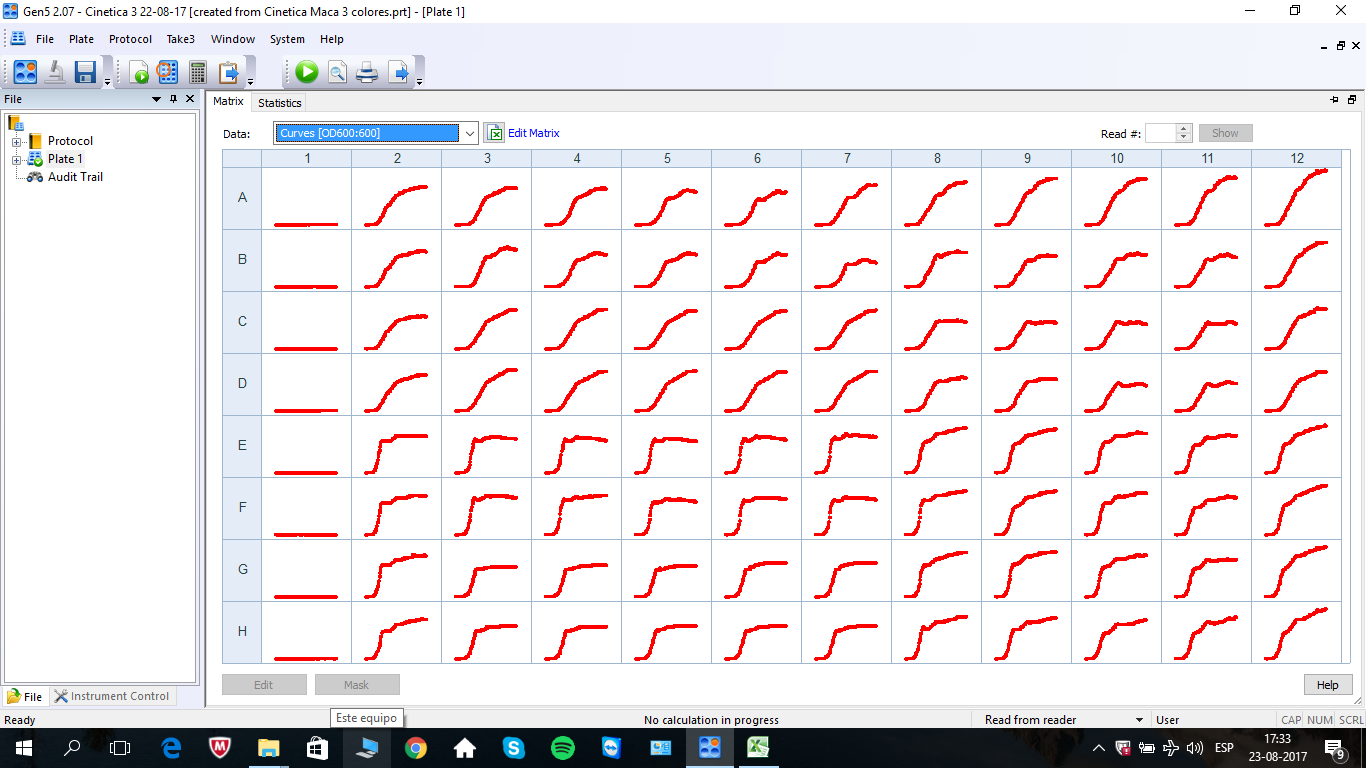 Gen5 2.07 - Cinetica 3 22-08-17 [created from Cinetica Maca 3 colores.prt] - [Plate 1]
File Plate Protocol Take3 Window System Help
File
Protocol
Plate 1
Audit Trail
File Instrument Control
Matrix Statistics
Data: Curves [OD600:600] Edit Matrix Read #: Show
1 2 3 4 5 6 7 8 9 10 11 12
A
B
C
D
E
F
G
H
Edit Mask Help
Este equipo
Ready No calculation in progress Read from reader User CAP NUM SCRL
ESP 17:33
23-08-2017 9